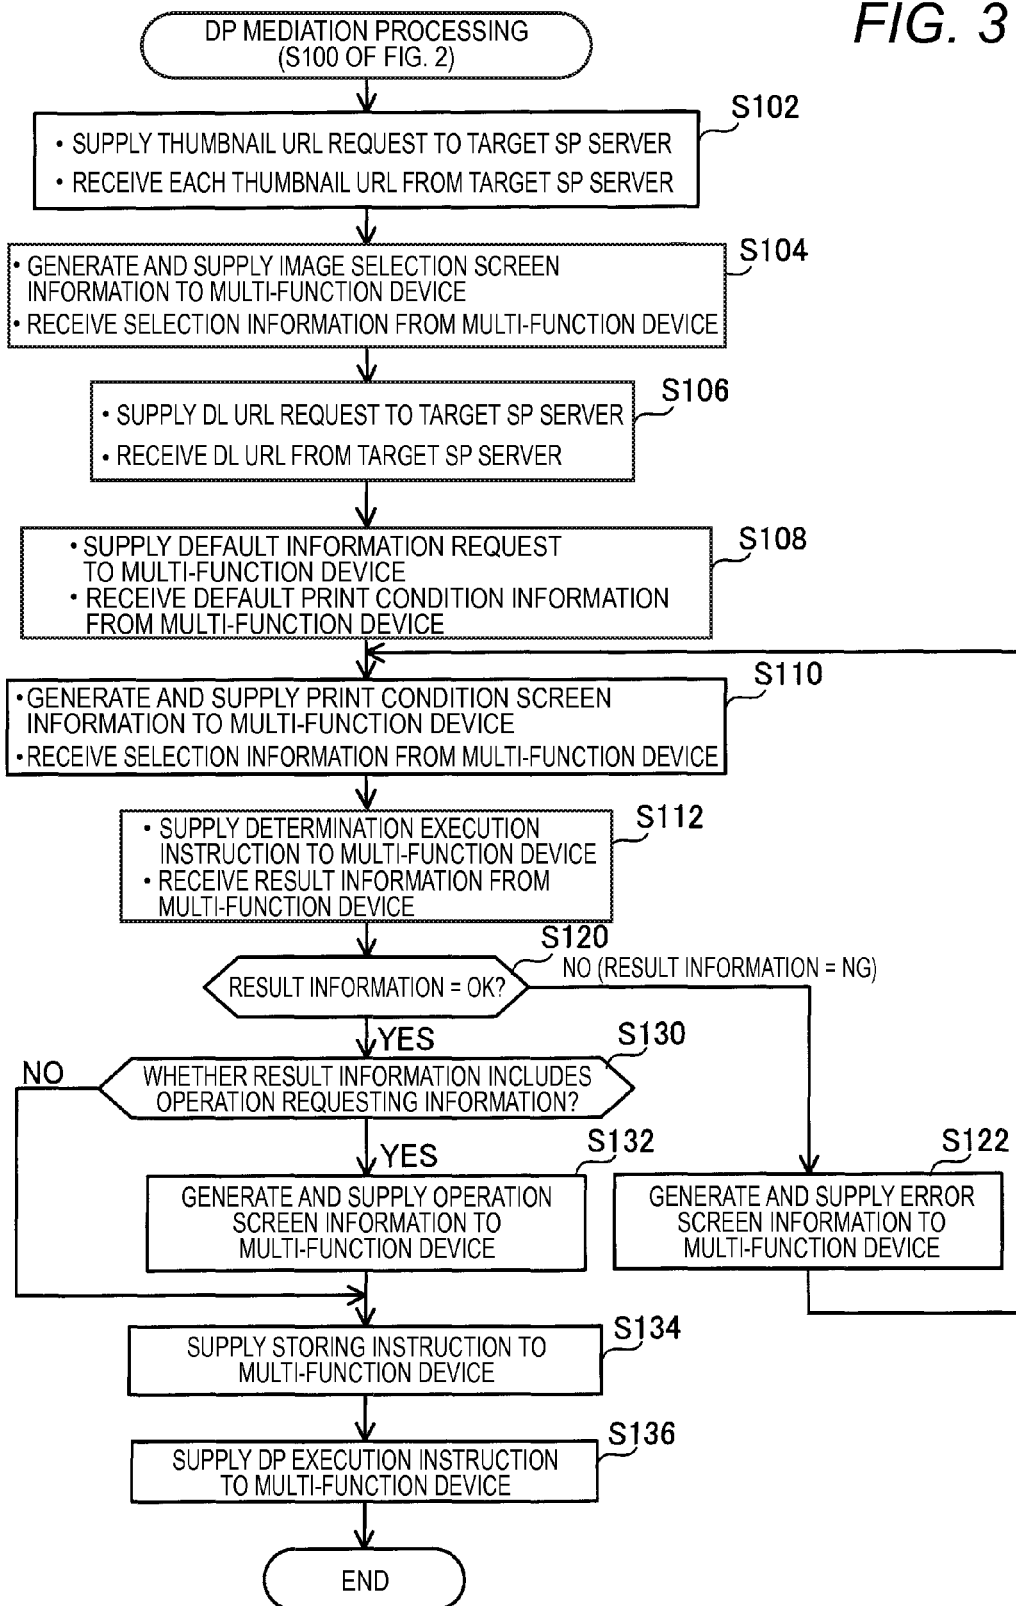 FIG. 3
DP MEDIATION PROCESSING
(S100 OF FIG. 2)
S102
• SUPPLY THUMBNAIL URL REQUEST TO TARGET SP SERVER
• RECEIVE EACH THUMBNAIL URL FROM TARGET SP SERVER
S104
• GENERATE AND SUPPLY IMAGE SELECTION SCREEN
INFORMATION TO MULTI-FUNCTION DEVICE
• RECEIVE SELECTION INFORMATION FROM MULTI-FUNCTION DEVICE
S106
• SUPPLY DL URL REQUEST TO TARGET SP SERVER
• RECEIVE DL URL FROM TARGET SP SERVER
S108
• SUPPLY DEFAULT INFORMATION REQUEST
TO MULTI-FUNCTION DEVICE
• RECEIVE DEFAULT PRINT CONDITION INFORMATION
FROM MULTI-FUNCTION DEVICE
S110
• GENERATE AND SUPPLY PRINT CONDITION SCREEN
INFORMATION TO MULTI-FUNCTION DEVICE
• RECEIVE SELECTION INFORMATION FROM MULTI-FUNCTION DEVICE
S112
• SUPPLY DETERMINATION EXECUTION
INSTRUCTION TO MULTI-FUNCTION DEVICE
• RECEIVE RESULT INFORMATION FROM
MULTI-FUNCTION DEVICE
S120
RESULT INFORMATION = OK?
NO (RESULT INFORMATION = NG)
YES
S130
NO
WHETHER RESULT INFORMATION INCLUDES
OPERATION REQUESTING INFORMATION?
YES
S132
GENERATE AND SUPPLY OPERATION
SCREEN INFORMATION TO
MULTI-FUNCTION DEVICE
S122
GENERATE AND SUPPLY ERROR
SCREEN INFORMATION TO
MULTI-FUNCTION DEVICE
S134
SUPPLY STORING INSTRUCTION TO
MULTI-FUNCTION DEVICE
S136
SUPPLY DP EXECUTION INSTRUCTION
TO MULTI-FUNCTION DEVICE
END